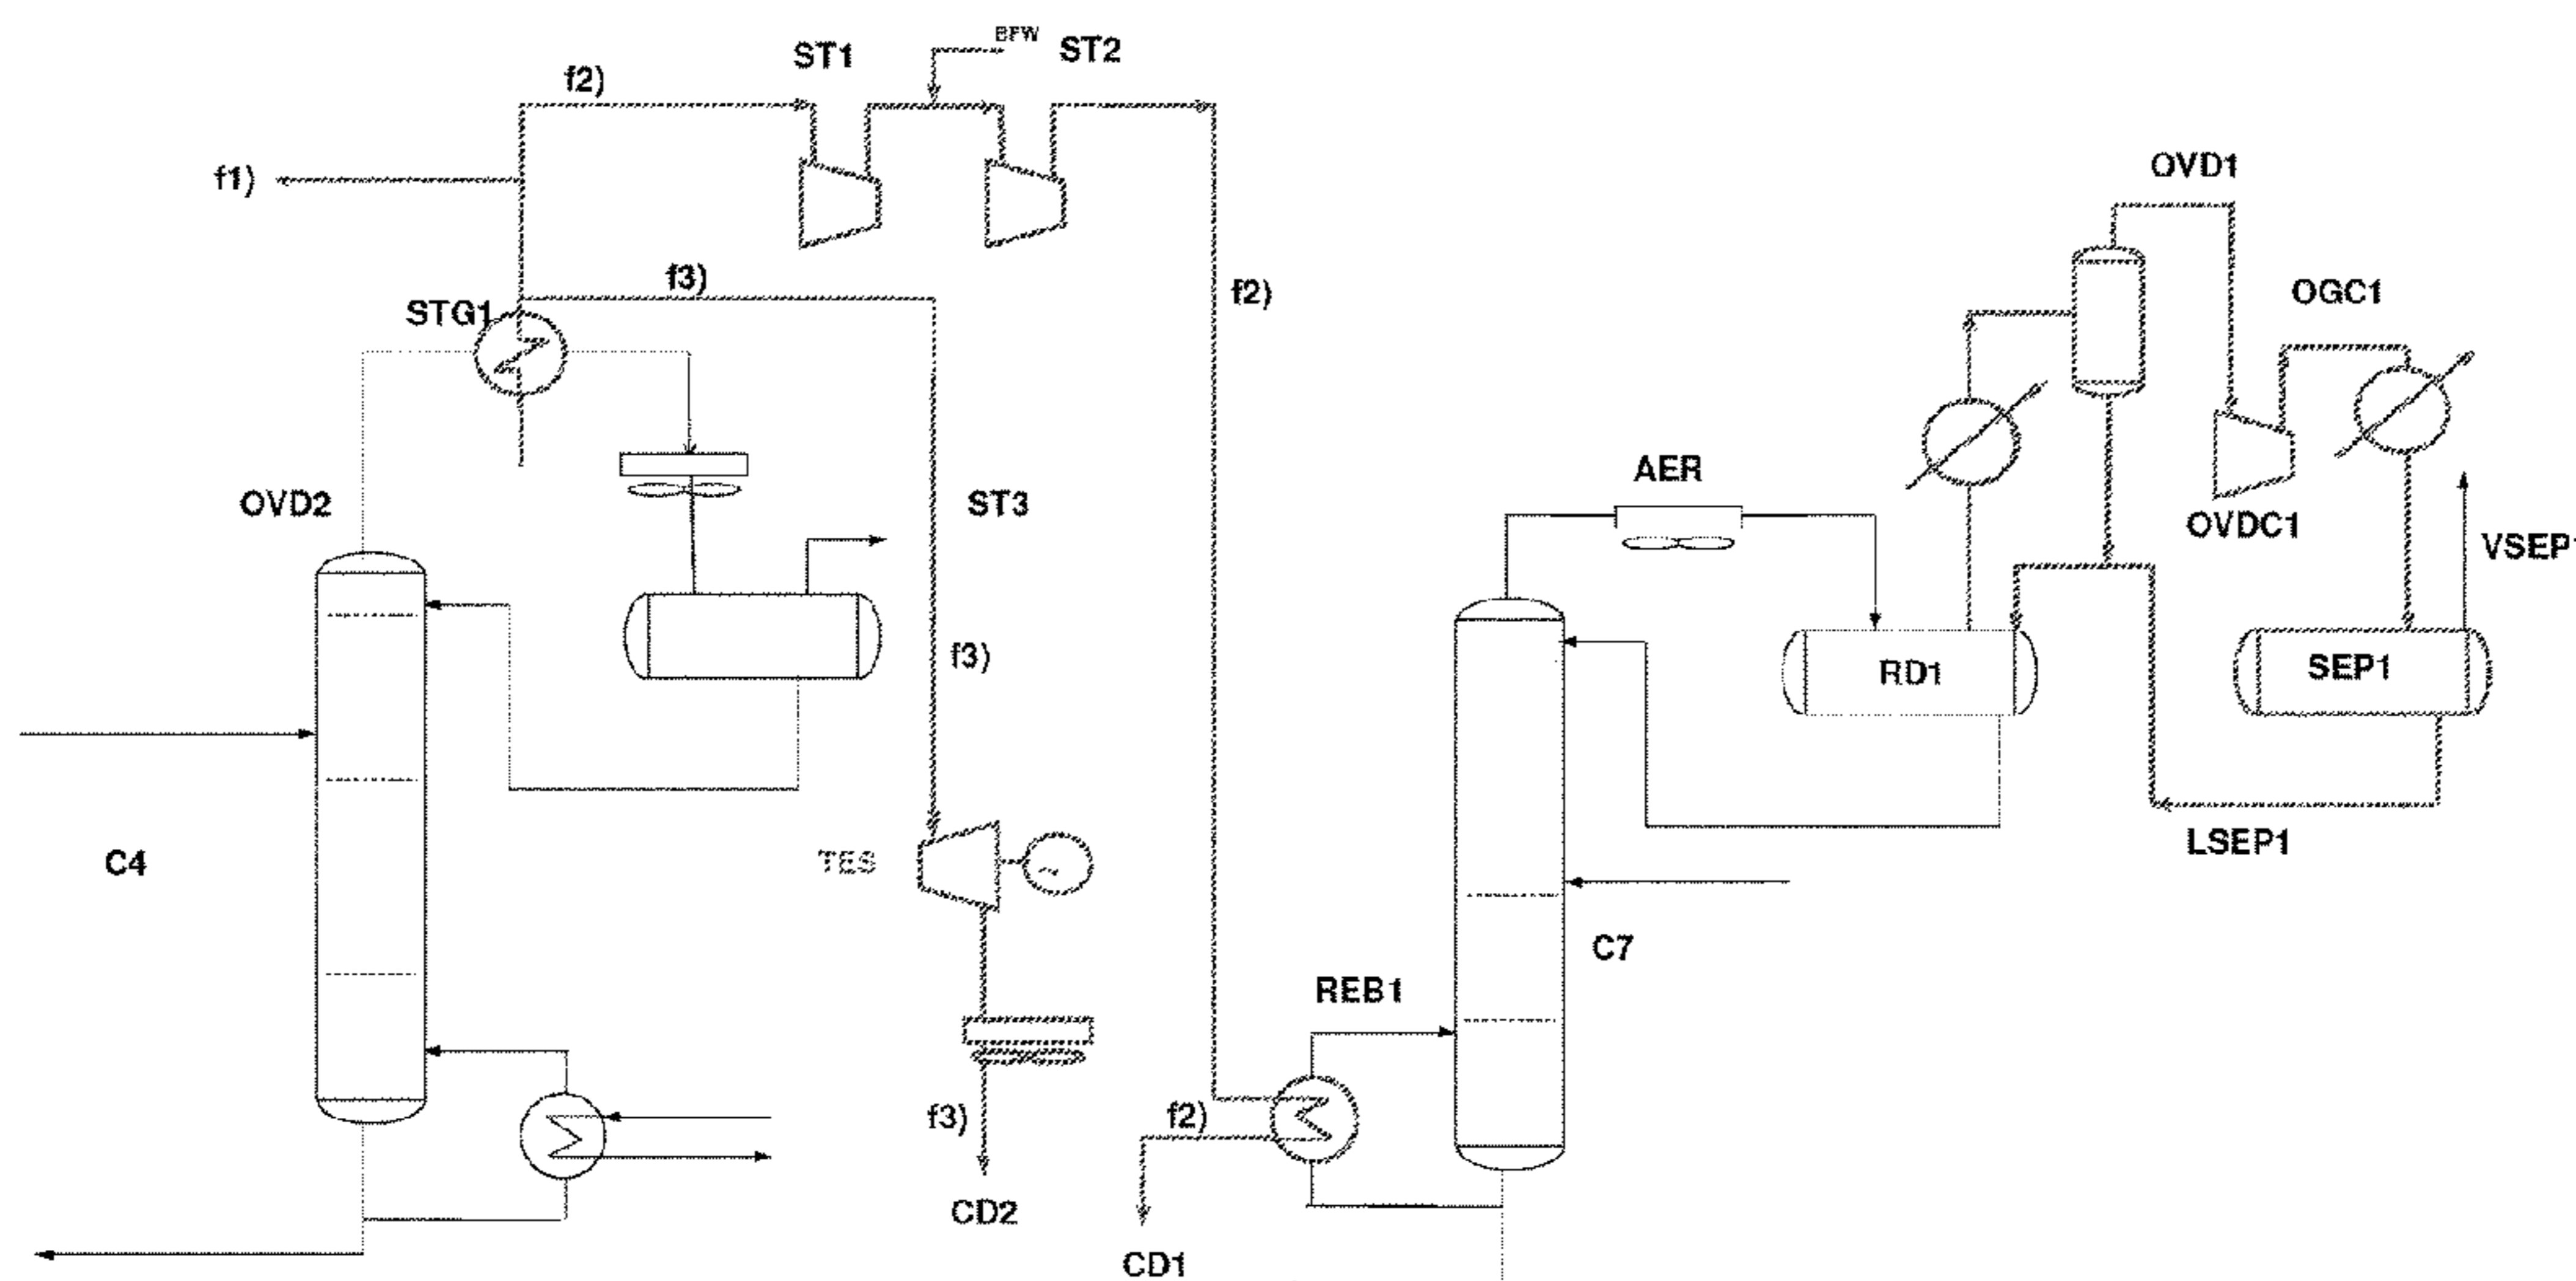 BFW
ST1
ST2
f2)
OVD1
f1)
f3)
f2)
OGC1
STG1
AER
OVD2
ST3
OVDC1
VSEP1
f3)
RD1
SEP1
LSEP1
C4
TES
C7
REB1
f3)
f2)
CD2
CD1